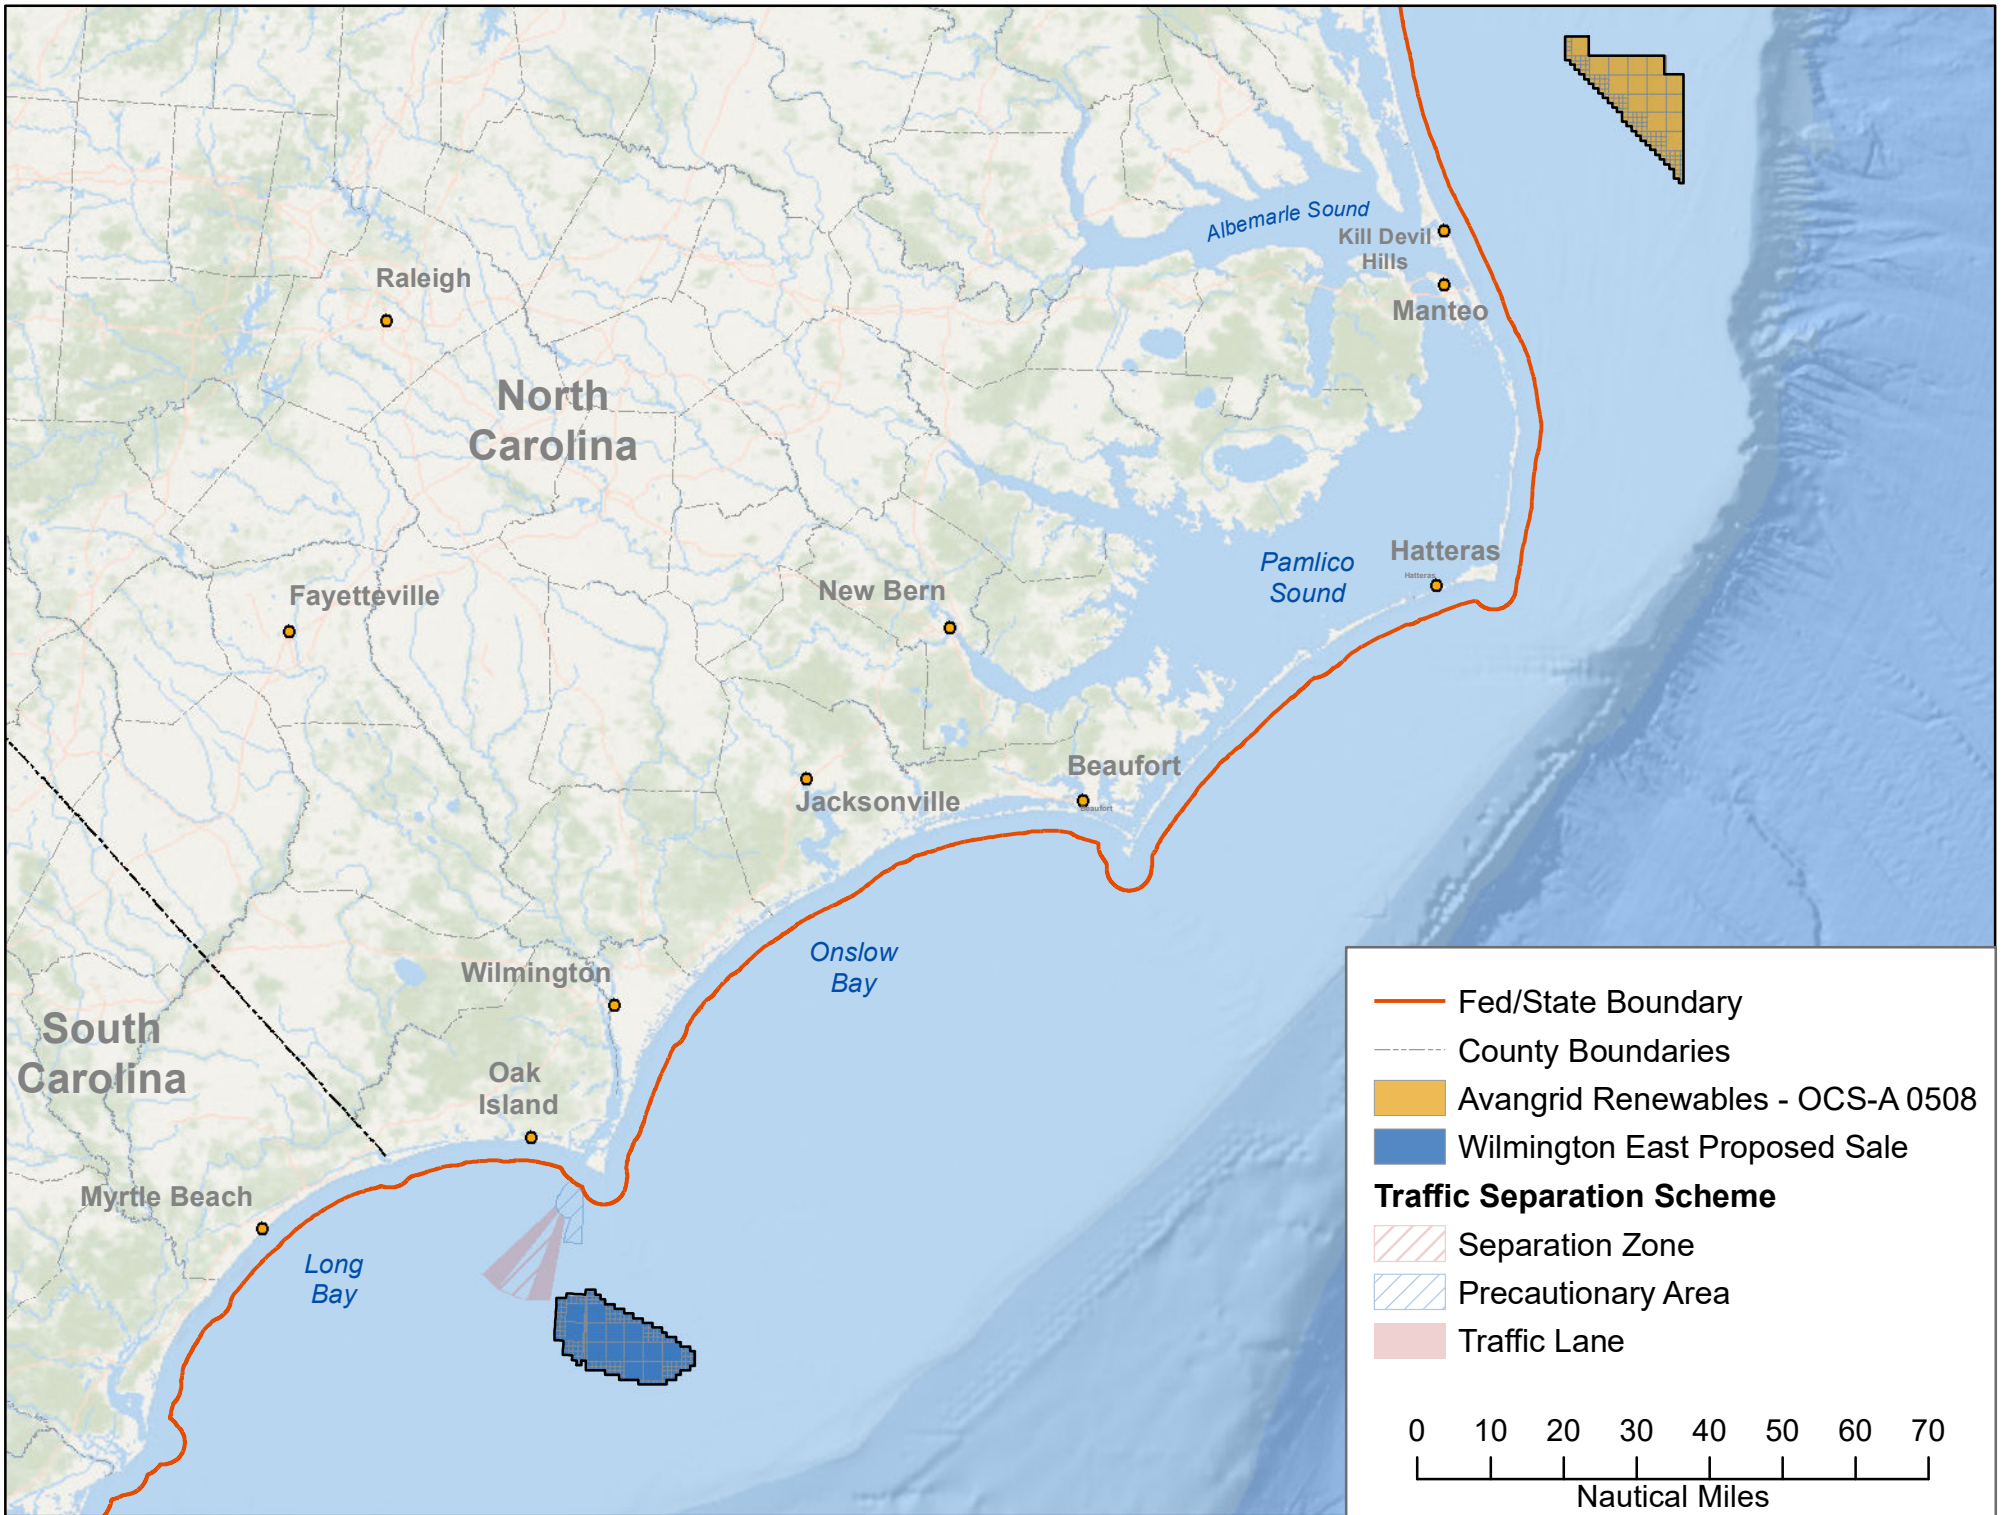 Albemarle Sound
Kill Devil
Hills
Manteo
Raleigh
North
Carolina
Hatteras
Hatteras
Pamlico
Sound
Fayetteville
New Bern
Beaufort
Beaufort
Jacksonville
Onslow
Bay
Wilmington
South
Carolina
Oak
Island
Myrtle Beach
Long
Bay
Fed/State Boundary
County Boundaries
Avangrid Renewables - OCS-A 0508
Wilmington East Proposed Sale
Traffic Separation Scheme
Separation Zone
Precautionary Area
Traffic Lane
0 10 20 30 40 50 60 70
Nautical Miles